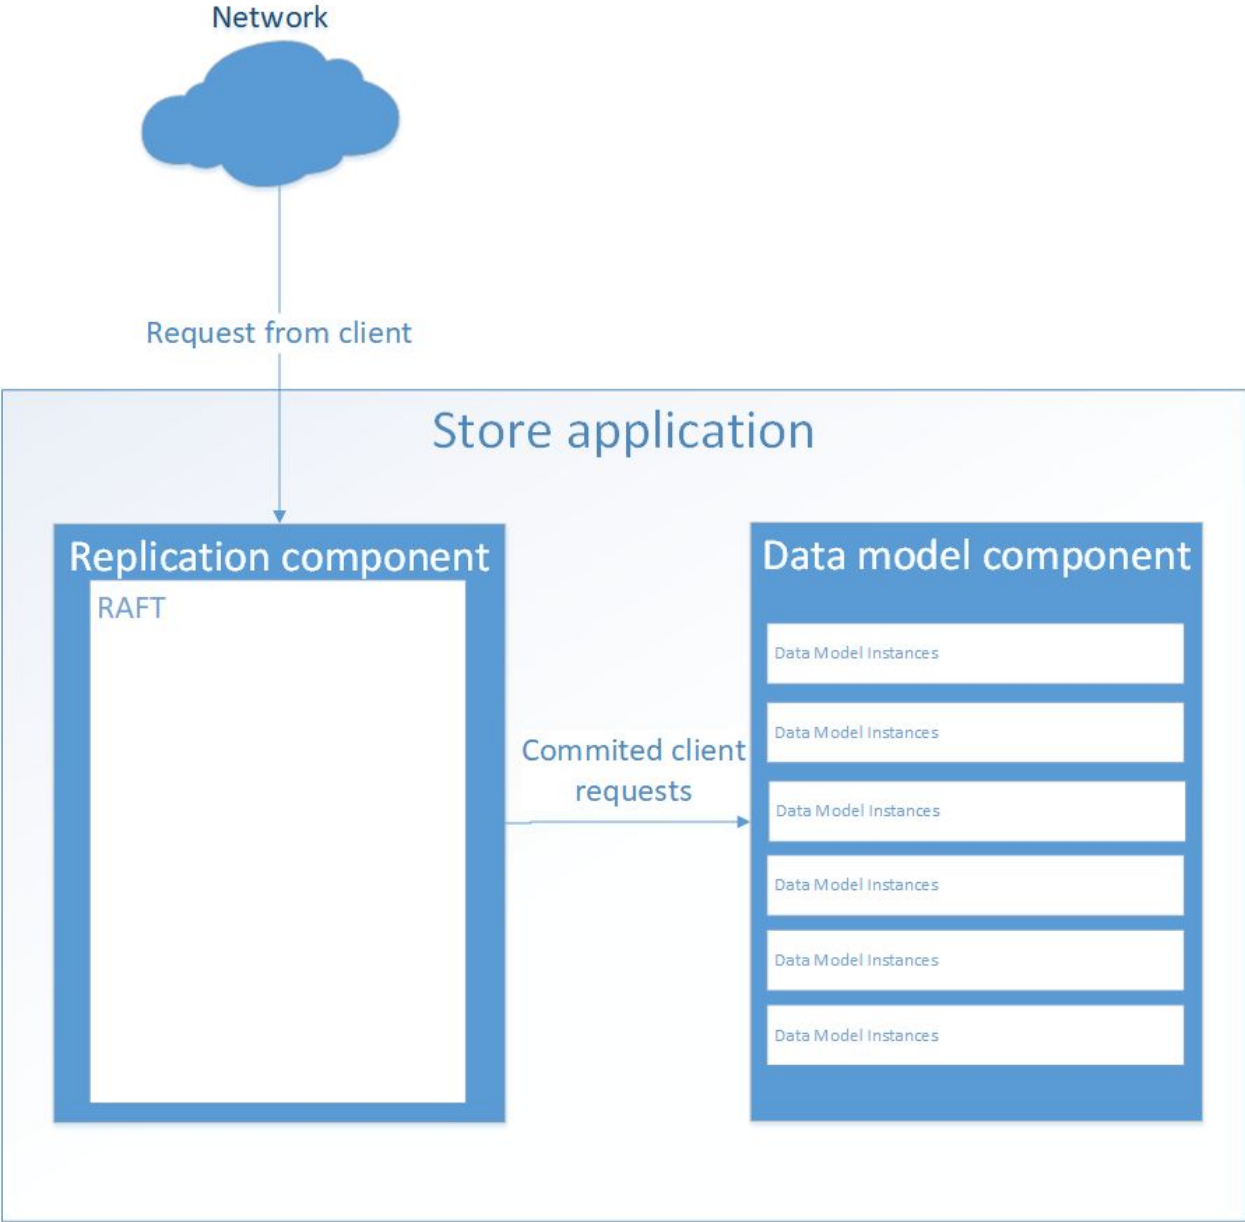 Network
Request from client
Store application
Replication component
RAFT
Commited client
requests
Data model component
Data Model Instances
Data Model Instances
Data Model Instances
Data Model Instances
Data Model Instances
Data Model Instances